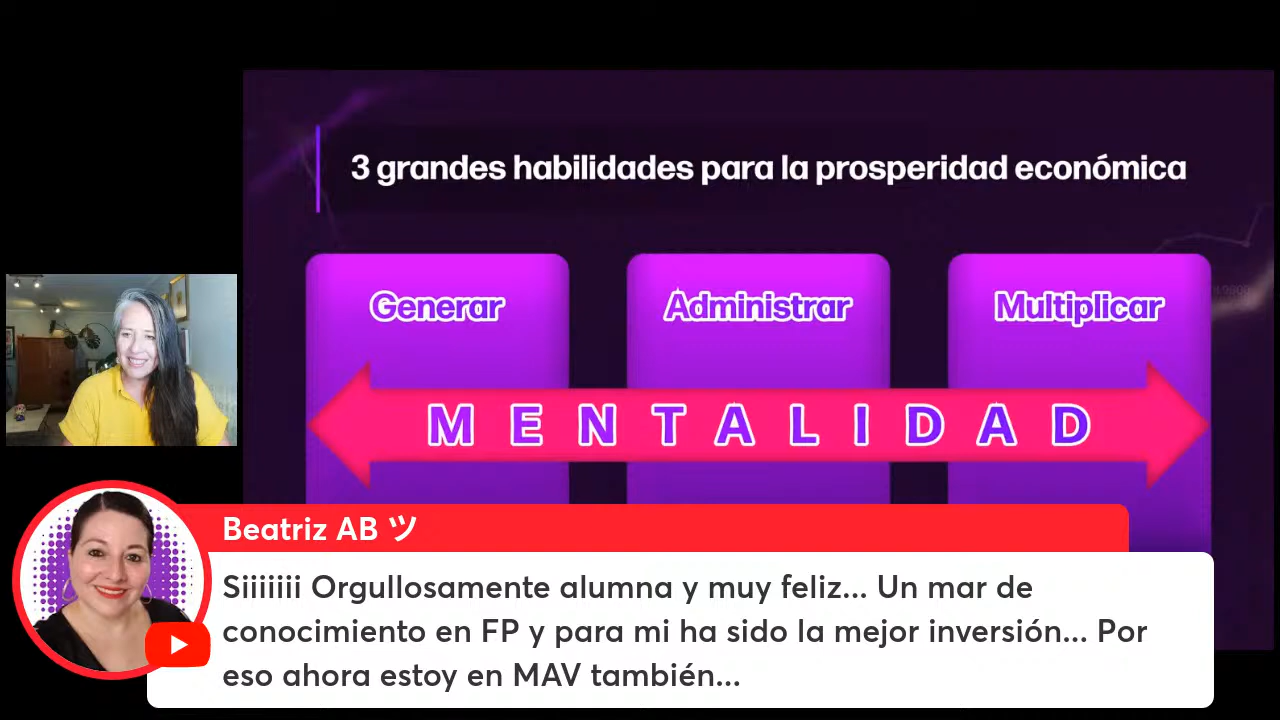 3 grandes habilidades para la prosperidad económica
Generar
Administrar
Multiplicar
MENTALIDAD
Beatriz AB ツ
Siiiiiii Orgullosamente alumna y muy feliz... Un mar de
conocimiento en FP y para mi ha sido la mejor inversión... Por
eso ahora estoy en MAV también...